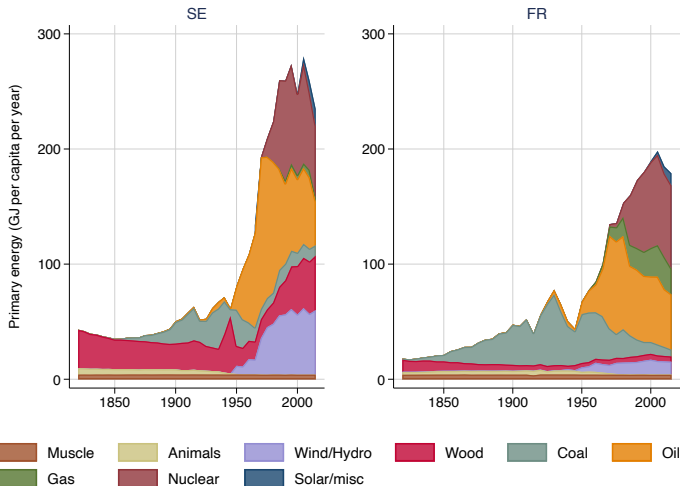 SE
FR
Primary energy (GJ per capita per year)
300
200
100
0
1850
1900
1950
2000
300
200
100
0
1850
1900
1950
2000
Muscle
Animals
Wind/Hydro
Wood
Coal
Oil
Gas
Nuclear
Solar/misc